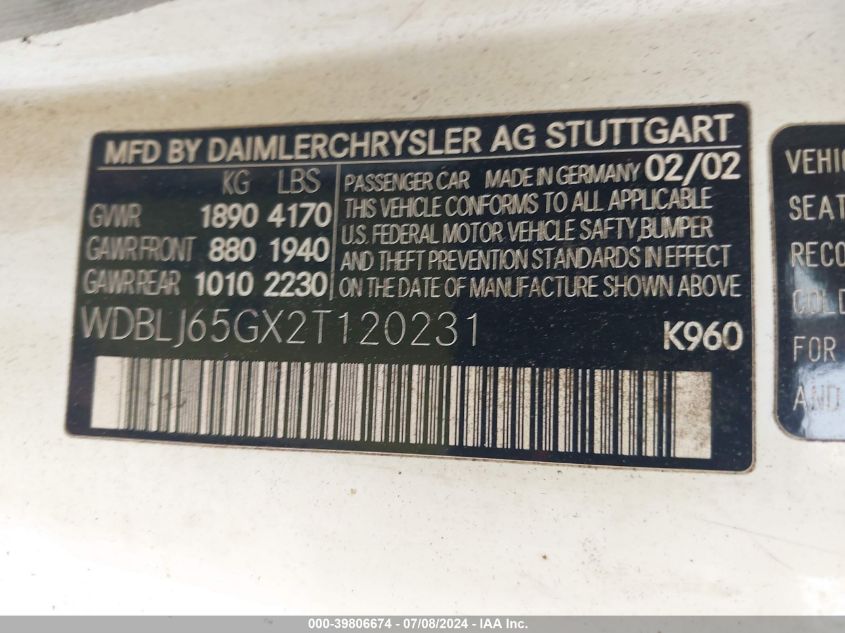 MFD BY DAIMLERCHRYSLER AG STUTTGART
KG LBS
GVWR 1890 4170
GAWR FRONT 880 1940
GAWR REAR 1010 2230
PASSENGER CAR MADE IN GERMANY 02/02
THIS VEHICLE CONFORMS TO ALL APPLICABLE
U.S. FEDERAL MOTOR VEHICLE SAFTY,BUMPER
AND THEFT PREVENTION STANDARDS IN EFFECT
ON THE DATE OF MANUFACTURE SHOWN ABOVE
WDBLJ65GX2T120231
K960
VEHI
SEAT
RECO
COLD
FOR
AND
000-39806674 - 07/08/2024 - IAA Inc.